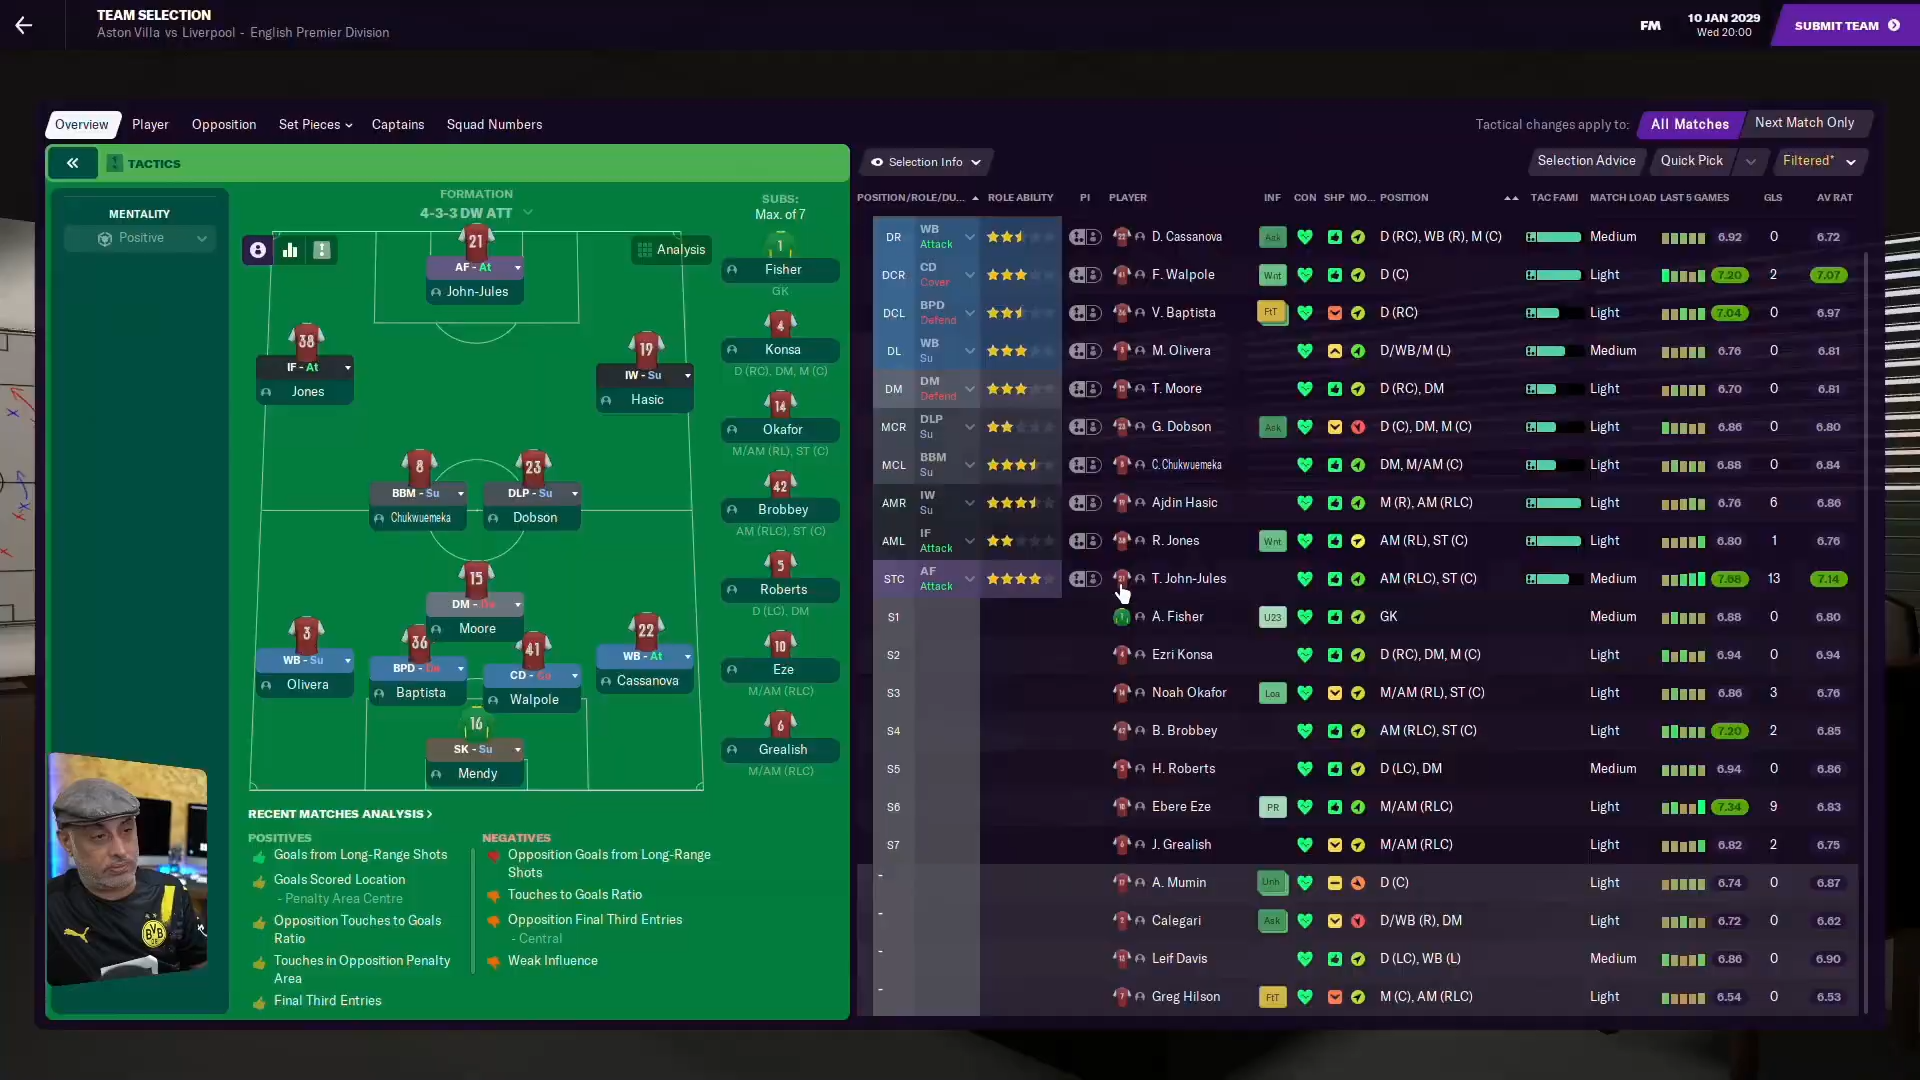 TEAM SELECTION
Aston Villa vs Liverpool - English Premier Division
FM
10 JAN 2029
Wed 20:00
SUBMIT TEAM
Overview
Player
Opposition
Set Pieces
Captains
Squad Numbers
Tactical changes apply to:
All Matches
Next Match Only
TACTICS
Selection Info
Selection Advice
Quick Pick
Filtered*
MENTALITY
Positive
FORMATION
4-3-3 DW ATT
Analysis
SUBS:
Max. of 7
21
AF - At
John-Jules
38
IF - At
Jones
19
IW - Su
Hasic
8
BBM - Su
Chukwuemeka
23
DLP - Su
Dobson
15
DM - De
Moore
3
WB - Su
Olivera
36
BPD - De
Baptista
41
CD - Co
Walpole
22
WB - At
Cassanova
16
SK - Su
Mendy
1
Fisher
GK
4
Konsa
D (RC), DM, M (C)
14
Okafor
M/AM (RL), ST (C)
42
Brobbey
AM (RLC), ST (C)
5
Roberts
D (LC), DM
10
Eze
M/AM (RLC)
6
Grealish
M/AM (RLC)
RECENT MATCHES ANALYSIS >
POSITIVES
Goals from Long-Range Shots
Goals Scored Location
- Penalty Area Centre
Opposition Touches to Goals
Ratio
Touches in Opposition Penalty
Area
Final Third Entries
NEGATIVES
Opposition Goals from Long-Range
Shots
Touches to Goals Ratio
Opposition Final Third Entries
- Central
Weak Influence
BVB
09
POSITION/ROLE/DU... ROLE ABILITY PI PLAYER INF CON SHP MO... POSITION TAC FAMI MATCH LOAD LAST 5 GAMES GLS AV RAT
DR WB Attack D. Cassanova Ask D (RC), WB (R), M (C) Medium 6.92 0 6.72
DCR CD Cover F. Walpole Wnt D (C) Light 7.20 2 7.07
DCL BPD Defend V. Baptista FtT D (RC) Light 7.04 0 6.97
DL WB Su M. Olivera D/WB/M (L) Medium 6.76 0 6.81
DM DM Defend T. Moore D (RC), DM Light 6.70 0 6.81
MCR DLP Su G. Dobson Ask D (C), DM, M (C) Light 6.86 0 6.80
MCL BBM Su C. Chukwuemeka DM, M/AM (C) Light 6.88 0 6.84
AMR IW Su Ajdin Hasic M (R), AM (RLC) Light 6.76 6 6.86
AML IF Attack R. Jones Wnt AM (RL), ST (C) Light 6.80 1 6.76
STC AF Attack T. John-Jules AM (RLC), ST (C) Medium 7.68 13 7.14
S1 A. Fisher U23 GK Medium 6.88 0 6.80
S2 Ezri Konsa D (RC), DM, M (C) Light 6.94 0 6.94
S3 Noah Okafor Loa M/AM (RL), ST (C) Light 6.86 3 6.76
S4 B. Brobbey AM (RLC), ST (C) Light 7.20 2 6.85
S5 H. Roberts D (LC), DM Medium 6.94 0 6.86
S6 Ebere Eze PR M/AM (RLC) Light 7.34 9 6.83
S7 J. Grealish M/AM (RLC) Light 6.82 2 6.75
- A. Mumin Unh D (C) Light 6.74 0 6.87
- Calegari Ask D/WB (R), DM Light 6.72 0 6.62
- Leif Davis D (LC), WB (L) Medium 6.86 0 6.90
- Greg Hilson FtT M (C), AM (RLC) Light 6.54 0 6.53